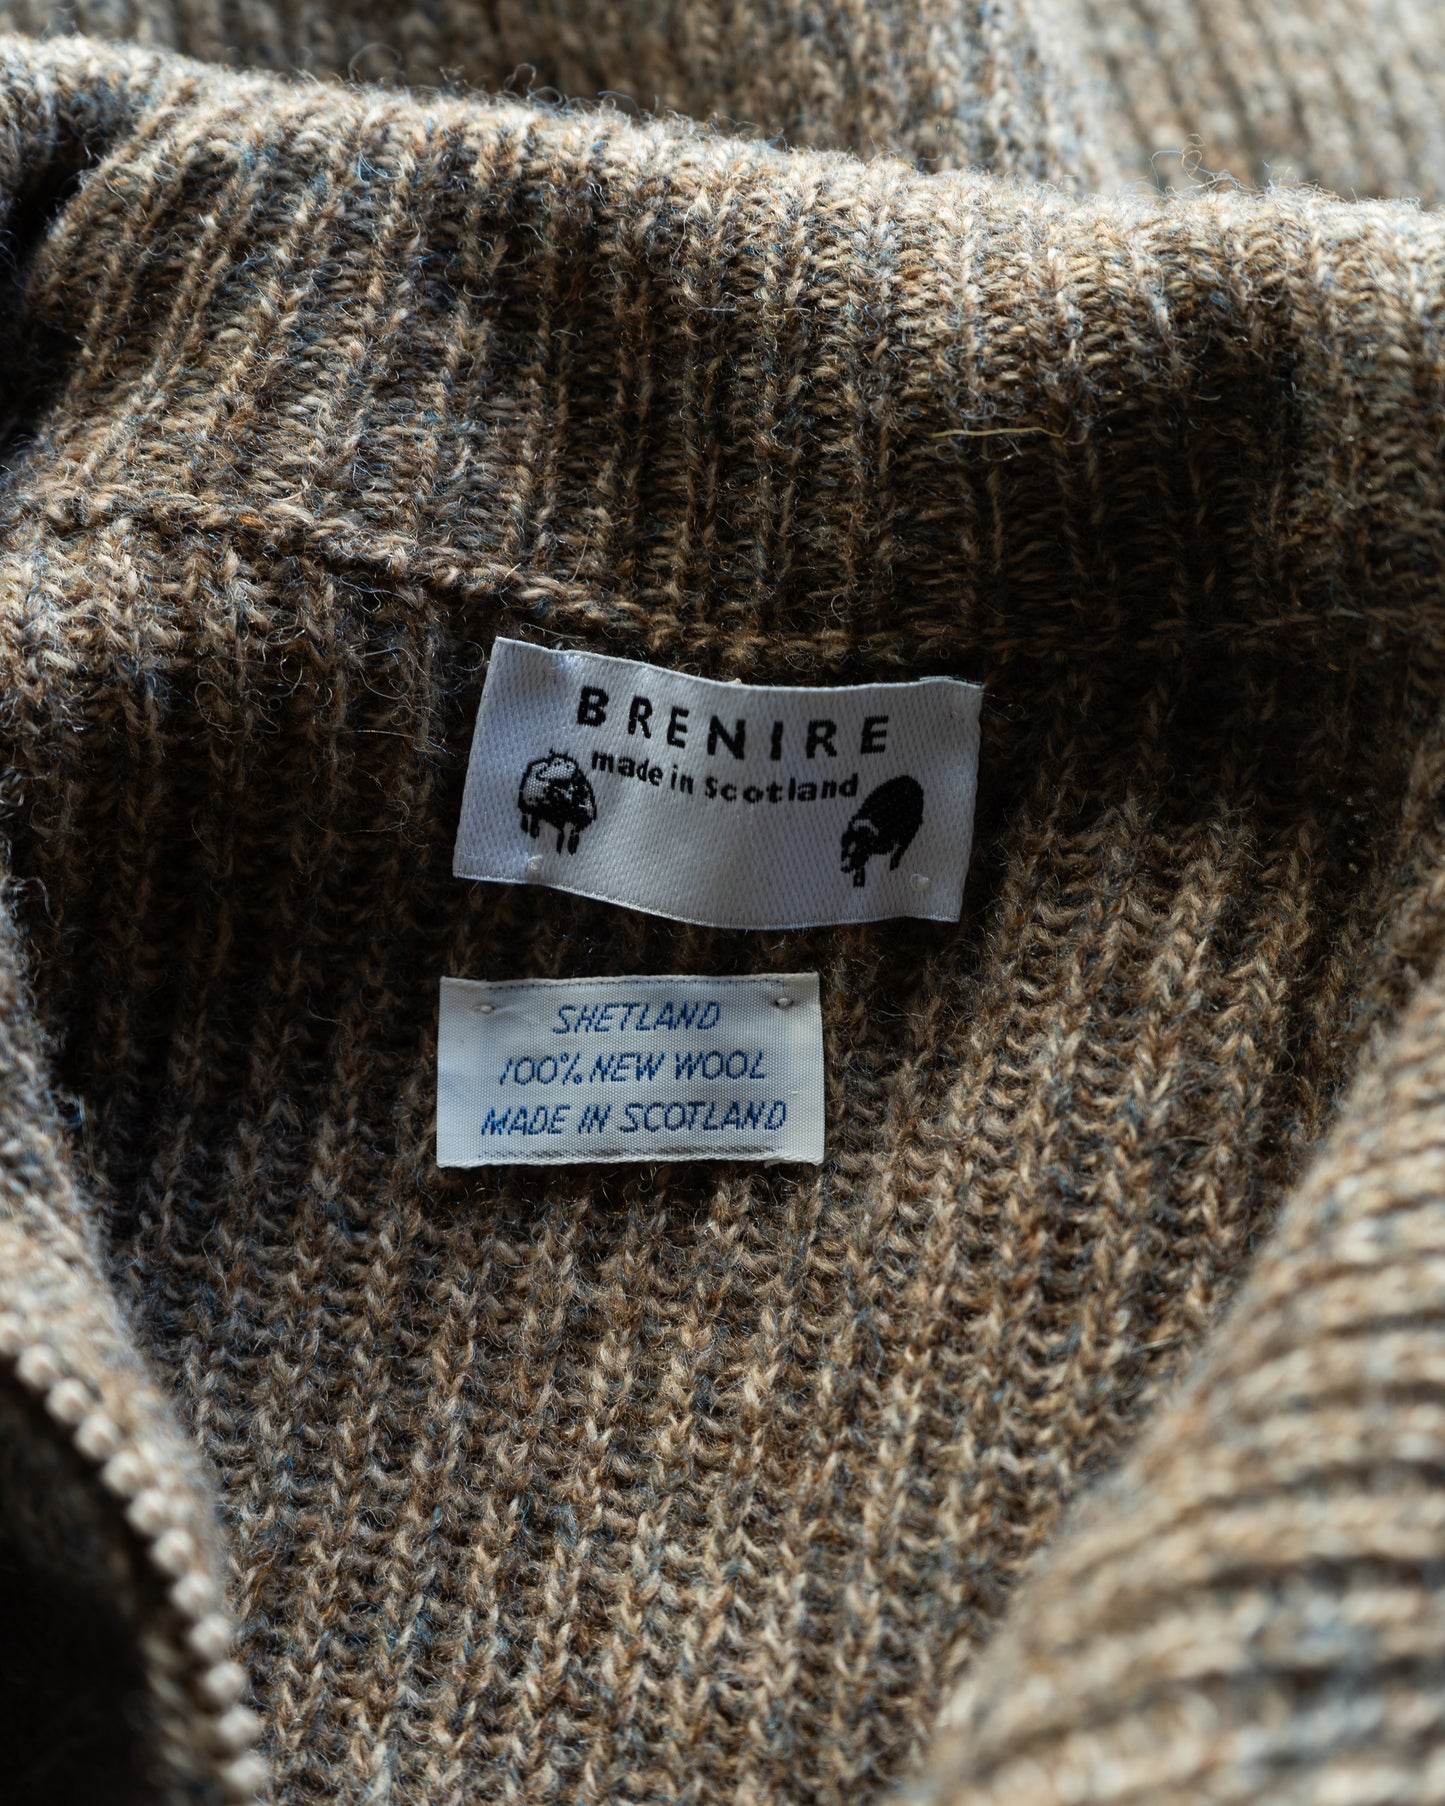 BRENIRE
made in Scotland
SHETLAND
100% NEW WOOL
MADE IN SCOTLAND